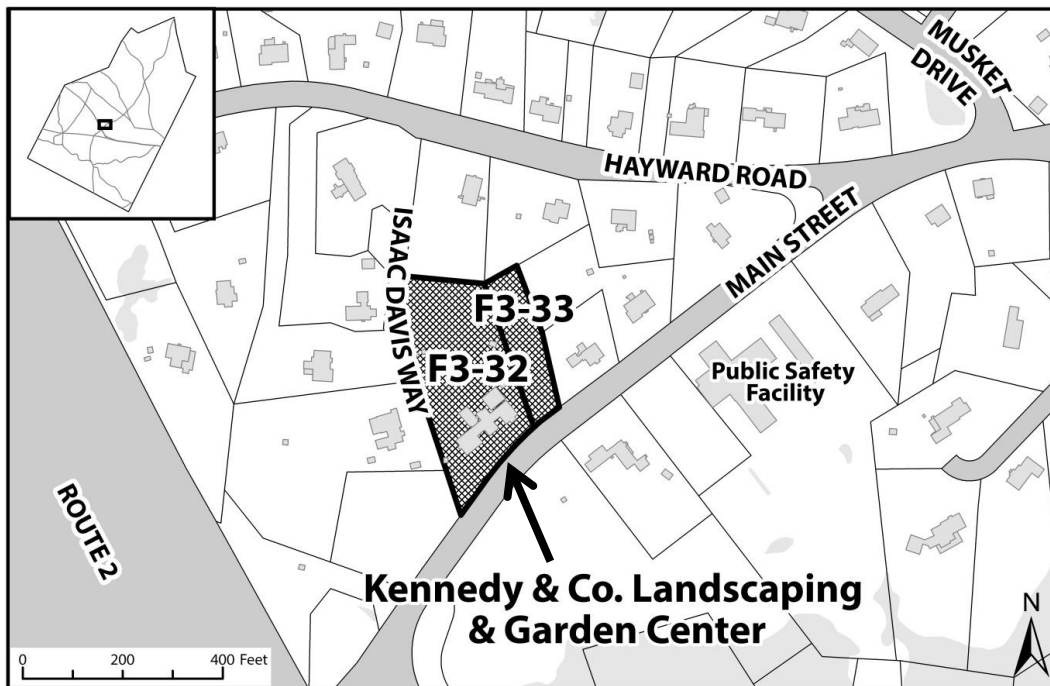 MUSKET
DRIVE
HAYWARD ROAD
MAIN STREET
ISAAC DAVIS WAY
F3-33
F3-32
Public Safety
Facility
ROUTE 2
Kennedy & Co. Landscaping
& Garden Center
N
0 200 400 Feet